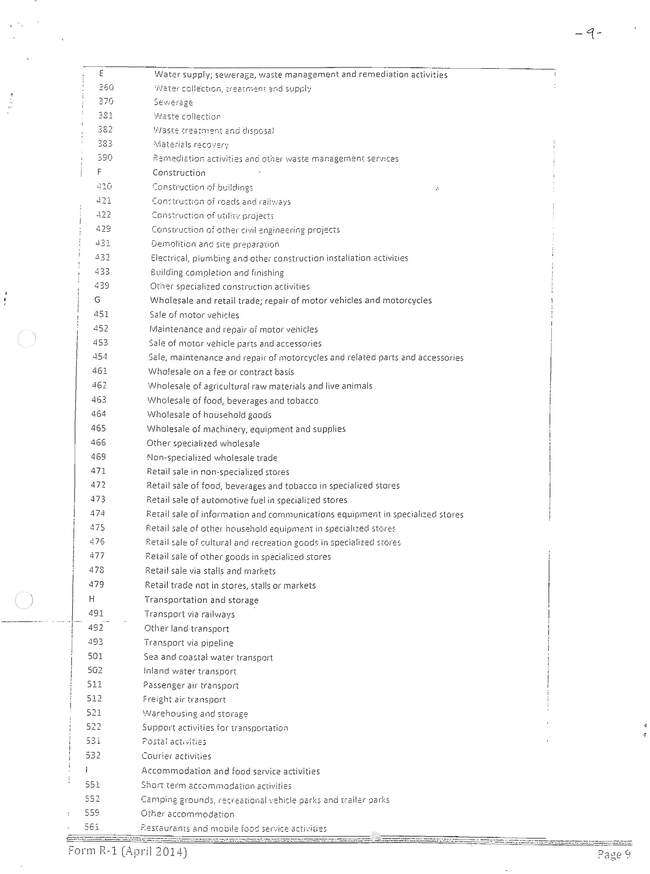 -9-
E Water supply; sewerage, waste management and remediation activities
360 Water collection, treatment and supply
370 Sewerage
381 Waste collection
382 Waste treatment and disposal
383 Materials recovery
390 Remediation activities and other waste management services
F Construction
410 Construction of buildings
421 Construction of roads and railways
422 Construction of utility projects
429 Construction of other civil engineering projects
431 Demolition and site preparation
432 Electrical, plumbing and other construction installation activities
433 Building completion and finishing
439 Other specialized construction activities
G Wholesale and retail trade; repair of motor vehicles and motorcycles
451 Sale of motor vehicles
452 Maintenance and repair of motor vehicles
453 Sale of motor vehicle parts and accessories
454 Sale, maintenance and repair of motorcycles and related parts and accessories
461 Wholesale on a fee or contract basis
462 Wholesale of agricultural raw materials and live animals
463 Wholesale of food, beverages and tobacco
464 Wholesale of household goods
465 Wholesale of machinery, equipment and supplies
466 Other specialized wholesale
469 Non-specialized wholesale trade
471 Retail sale in non-specialized stores
472 Retail sale of food, beverages and tobacco in specialized stores
473 Retail sale of automotive fuel in specialized stores
474 Retail sale of information and communications equipment in specialized stores
475 Retail sale of other household equipment in specialized stores
476 Retail sale of cultural and recreation goods in specialized stores
477 Retail sale of other goods in specialized stores
478 Retail sale via stalls and markets
479 Retail trade not in stores, stalls or markets
H Transportation and storage
491 Transport via railways
492 Other land transport
493 Transport via pipeline
501 Sea and coastal water transport
502 Inland water transport
511 Passenger air transport
512 Freight air transport
521 Warehousing and storage
522 Support activities for transportation
531 Postal activities
532 Courier activities
I Accommodation and food service activities
551 Short term accommodation activities
552 Camping grounds, recreational vehicle parks and trailer parks
559 Other accommodation
561 Restaurants and mobile food service activities
Form R-1 (April 2014) Page 9